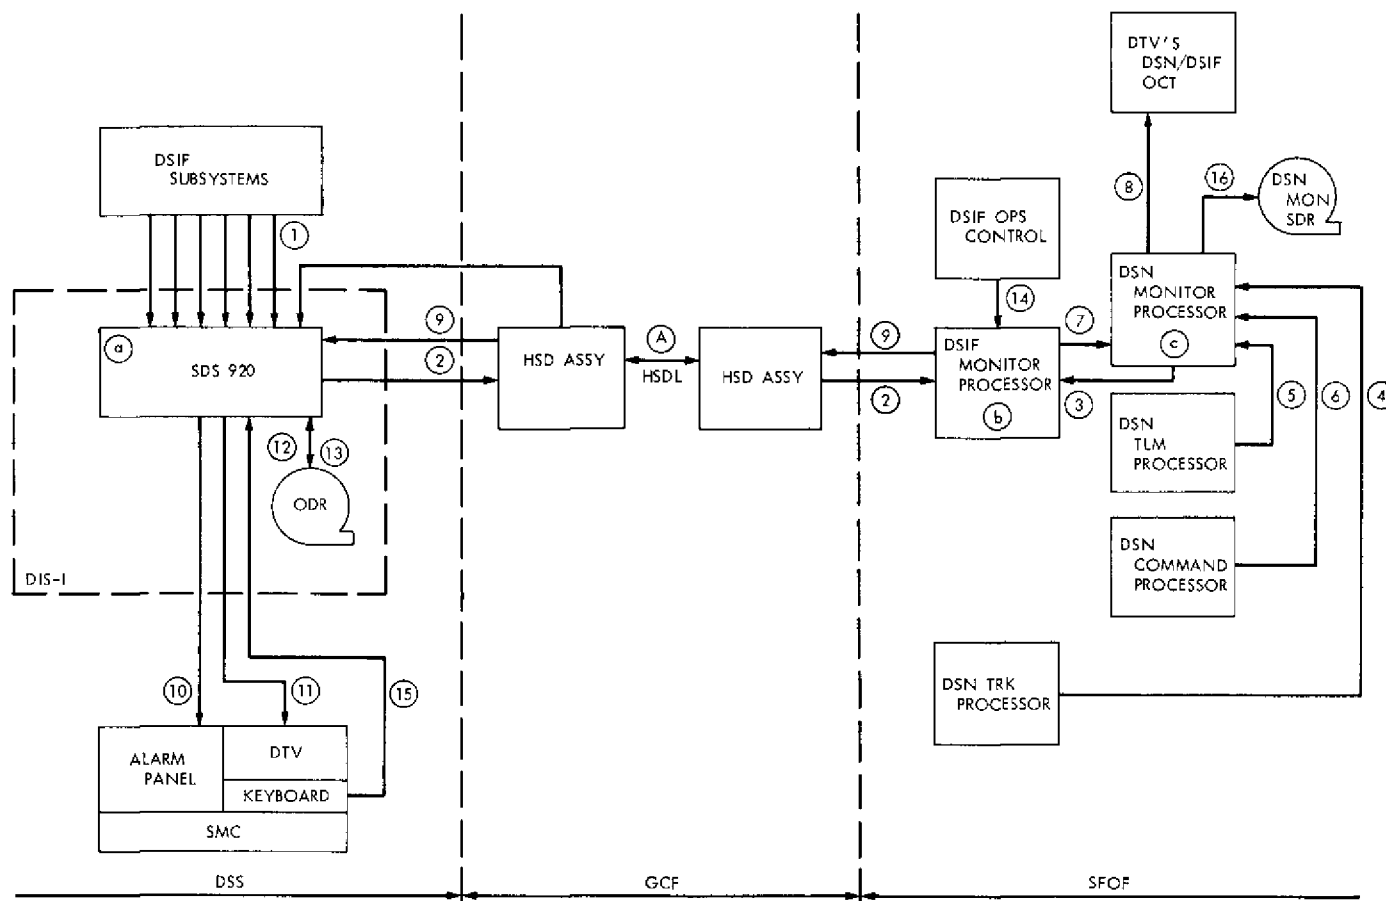 DTV'S
DSN/DSIF
OCT
DSIF
SUBSYSTEMS
8
16
DSN
MON
SDR
1
DSIF OPS
CONTROL
14
DSN
MONITOR
PROCESSOR
c
a
SDS 920
9
2
HSD ASSY
A
HSDL
HSD ASSY
9
2
DSIF
MONITOR
PROCESSOR
b
7
3
5
6
4
12
13
ODR
DSN
TLM
PROCESSOR
DSN
COMMAND
PROCESSOR
DIS-I
DSN TRK
PROCESSOR
10
11
15
ALARM
PANEL
DTV
KEYBOARD
SMC
DSS
GCF
SFOF